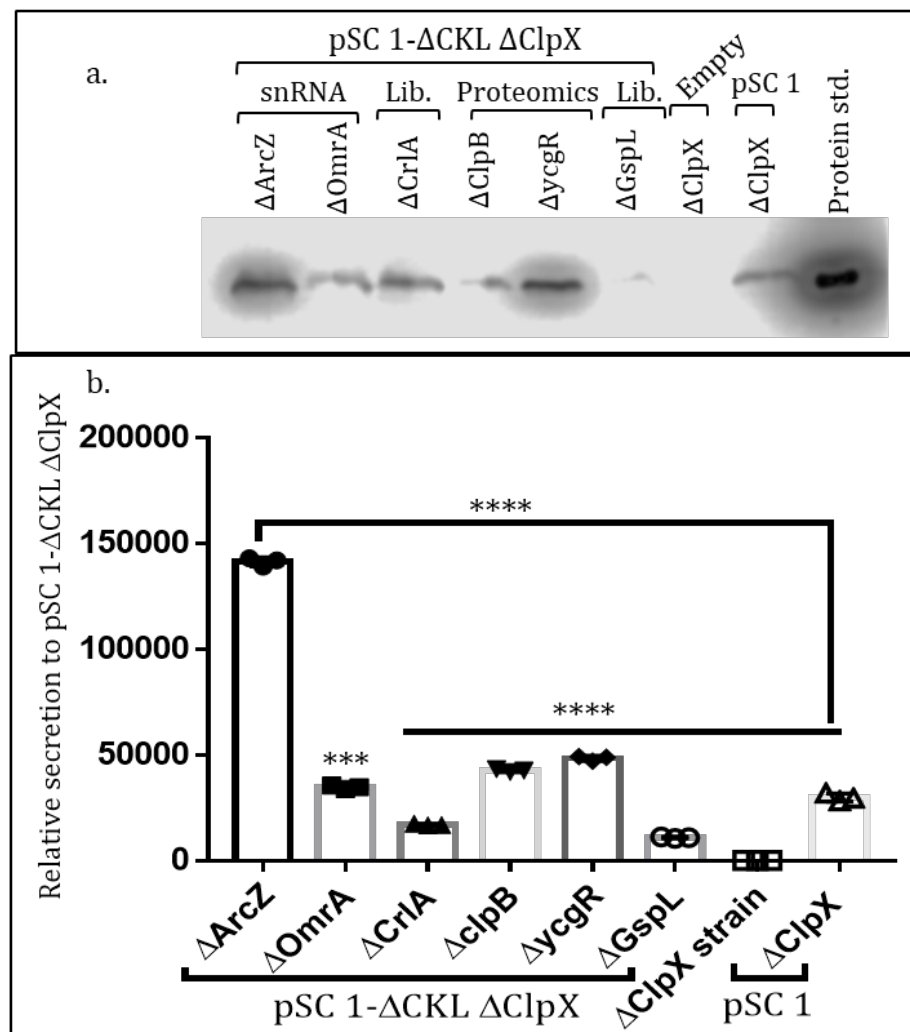 pSC 1-ΔCKL ΔClpX
a.
snRNA Lib. Proteomics Lib. Empty pSC 1
ΔArcZ ΔOmrA ΔCrlA ΔClpB ΔycgR ΔGspL ΔClpX ΔClpX Protein std.
b.
Relative secretion to pSC 1-ΔCKL ΔClpX
200000
****
150000
100000
****
50000
***
0
ΔArcZ ΔOmrA ΔCrlA ΔclpB ΔycgR ΔGspL ΔClpX strain ΔClpX
pSC 1-ΔCKL ΔClpX pSC 1